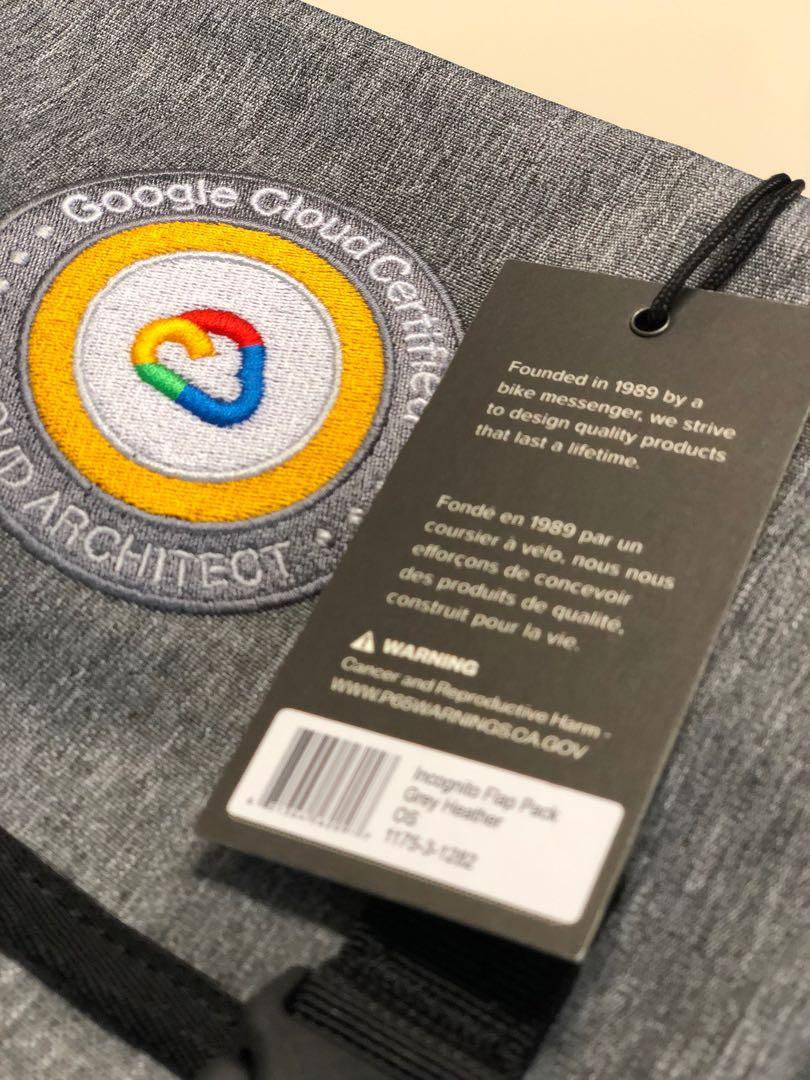 Google Cloud Certified
ARCHITECT
Founded in 1989 by a
bike messenger, we strive
to design quality products
that last a lifetime.
Fondé en 1989 par un
coursier à vélo, nous nous
efforçons de concevoir
des produits de qualité,
construit pour la vie.
WARNING
Cancer and Reproductive Harm -
WWW.P65WARNINGS.CA.GOV
Incognito Flap Pack
Grey Heather
OS
1175-3-1282